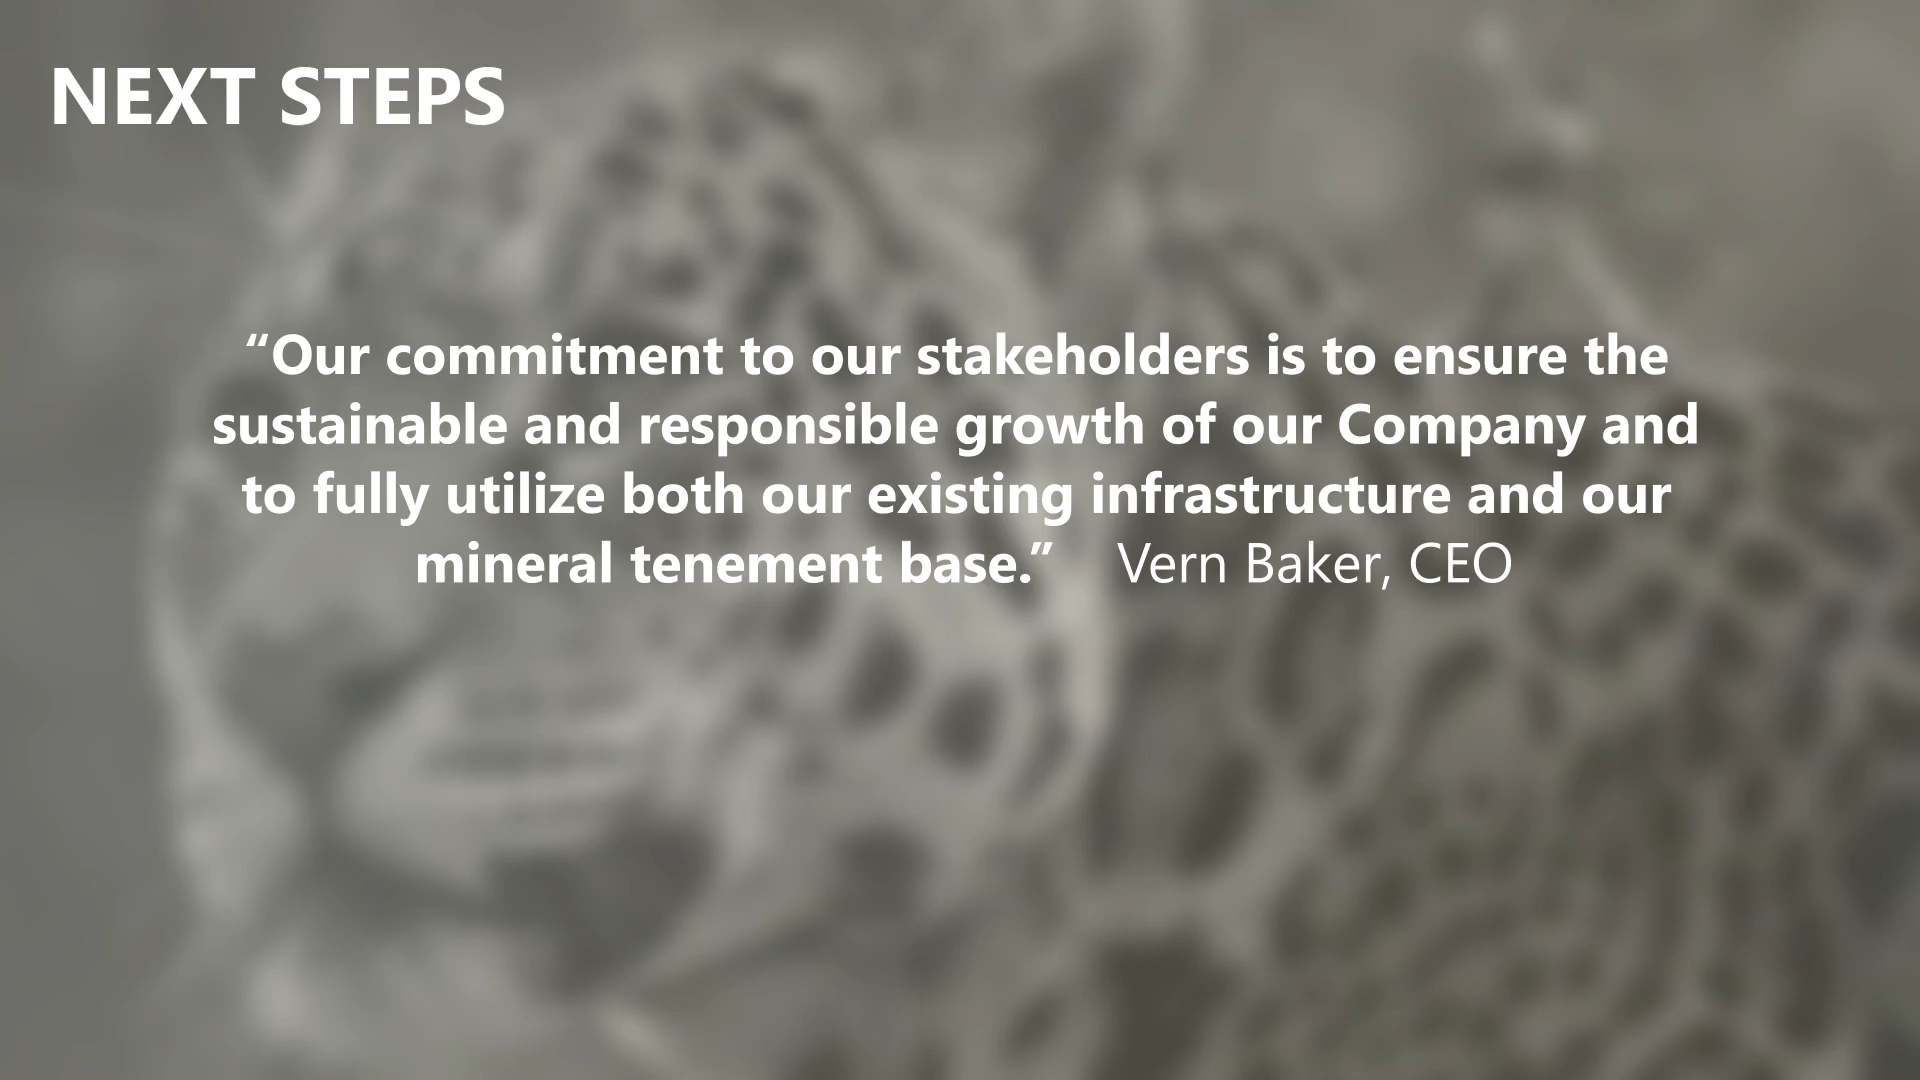 NEXT STEPS
“Our commitment to our stakeholders is to ensure the
sustainable and responsible growth of our Company and
to fully utilize both our existing infrastructure and our
mineral tenement base.” Vern Baker, CEO